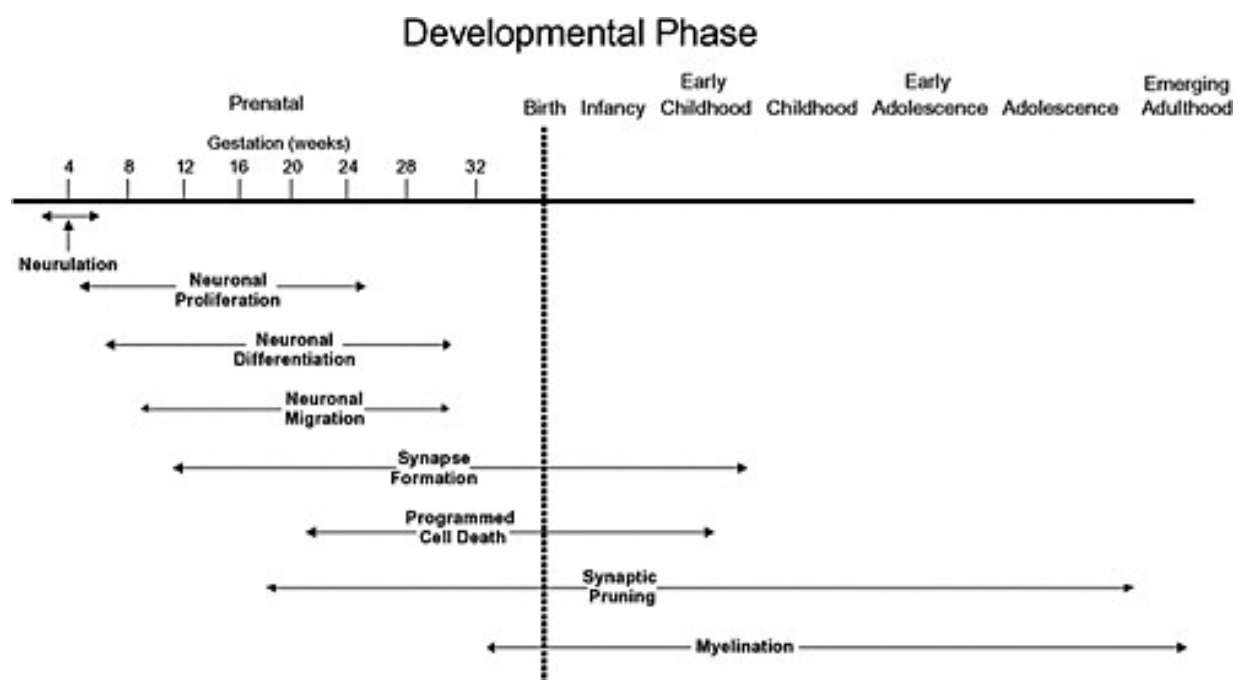 Developmental Phase
Prenatal
Birth
Infancy
Early
Childhood
Childhood
Early
Adolescence
Adolescence
Emerging
Adulthood
Gestation (weeks)
4 8 12 16 20 24 28 32
Neurulation
Neuronal
Proliferation
Neuronal
Differentiation
Neuronal
Migration
Synapse
Formation
Programmed
Cell Death
Synaptic
Pruning
Myelination